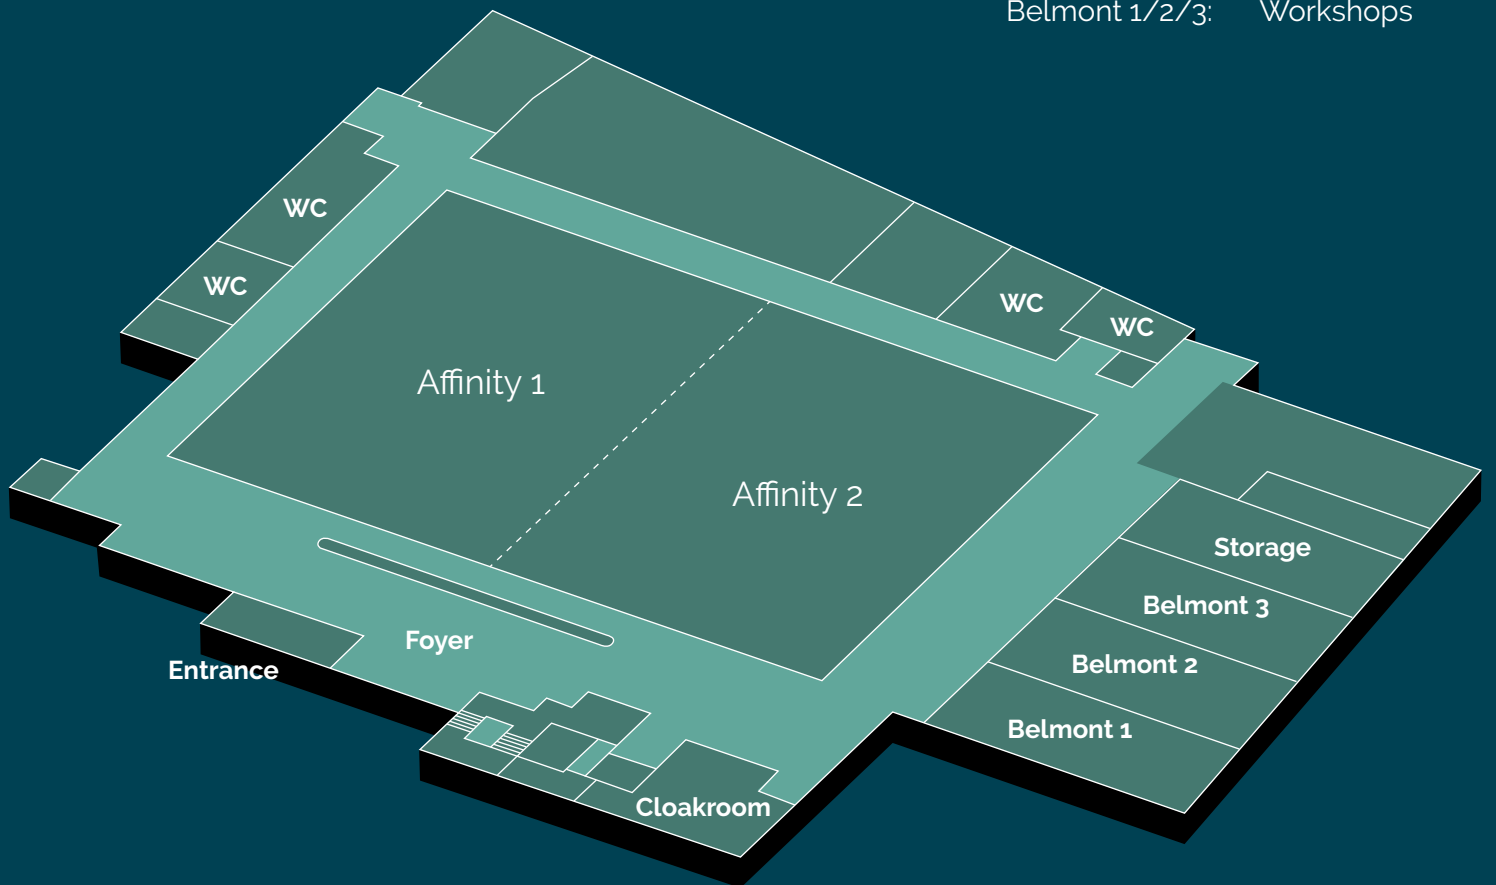 Belmont 1/2/3: Workshops
WC
WC
WC
WC
Affinity 1
Affinity 2
Storage
Belmont 3
Foyer
Belmont 2
Entrance
Belmont 1
Cloakroom